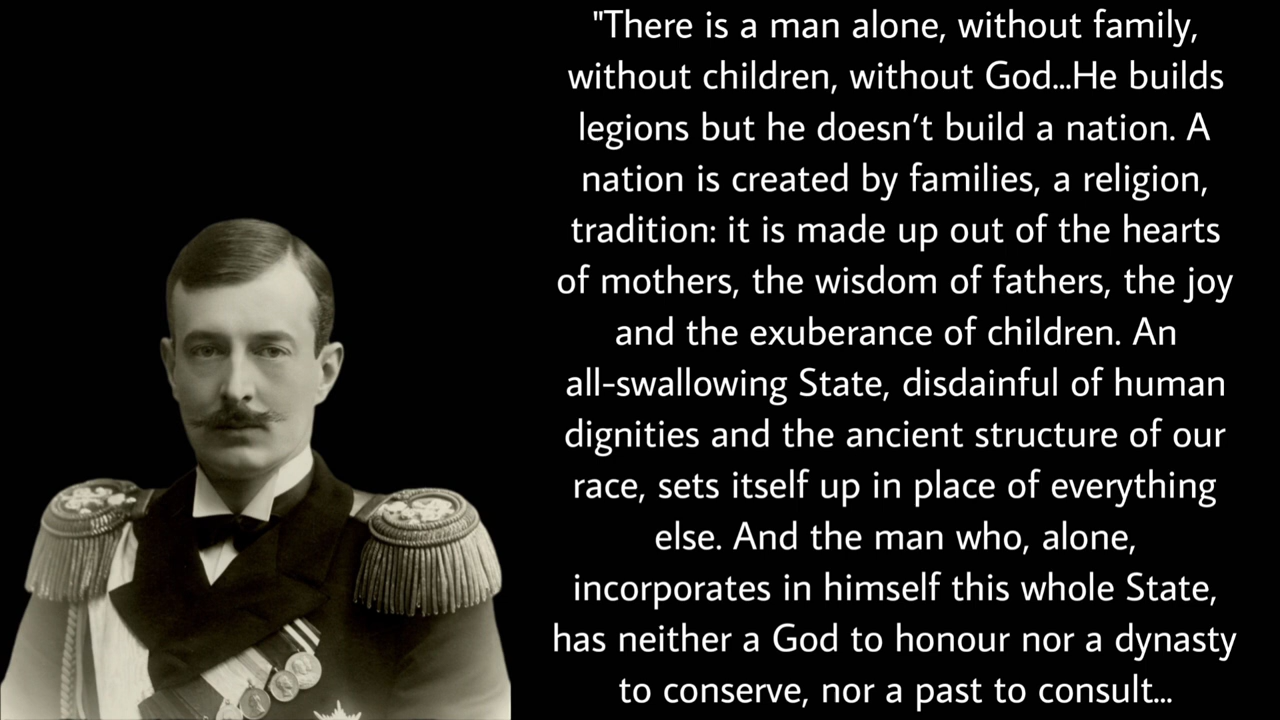 "There is a man alone, without family,
without children, without God...He builds
legions but he doesn’t build a nation. A
nation is created by families, a religion,
tradition: it is made up out of the hearts
of mothers, the wisdom of fathers, the joy
and the exuberance of children. An
all-swallowing State, disdainful of human
dignities and the ancient structure of our
race, sets itself up in place of everything
else. And the man who, alone,
incorporates in himself this whole State,
has neither a God to honour nor a dynasty
to conserve, nor a past to consult...